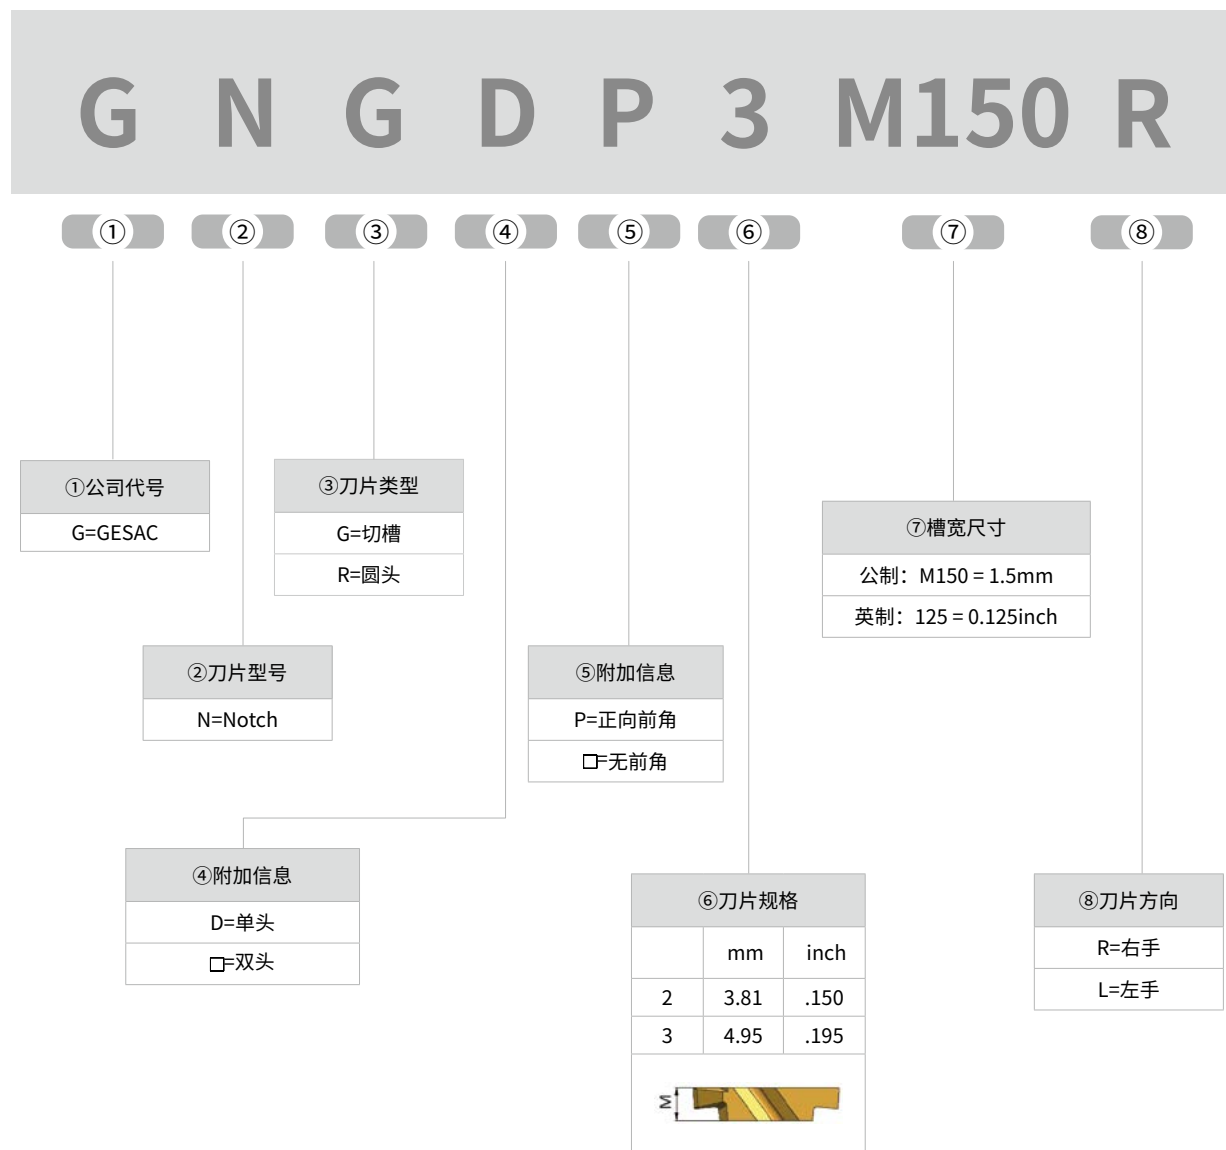 G N G D P 3 M150 R
① ② ③ ④ ⑤ ⑥ ⑦ ⑧
①公司代号
G=GESAC
③刀片类型
G=切槽
R=圆头
⑦槽宽尺寸
公制：M150 = 1.5mm
英制：125 = 0.125inch
②刀片型号
N=Notch
⑤附加信息
P=正向前角
□=无前角
④附加信息
D=单头
□=双头
⑥刀片规格
mm inch
2 3.81 .150
3 4.95 .195
M
⑧刀片方向
R=右手
L=左手